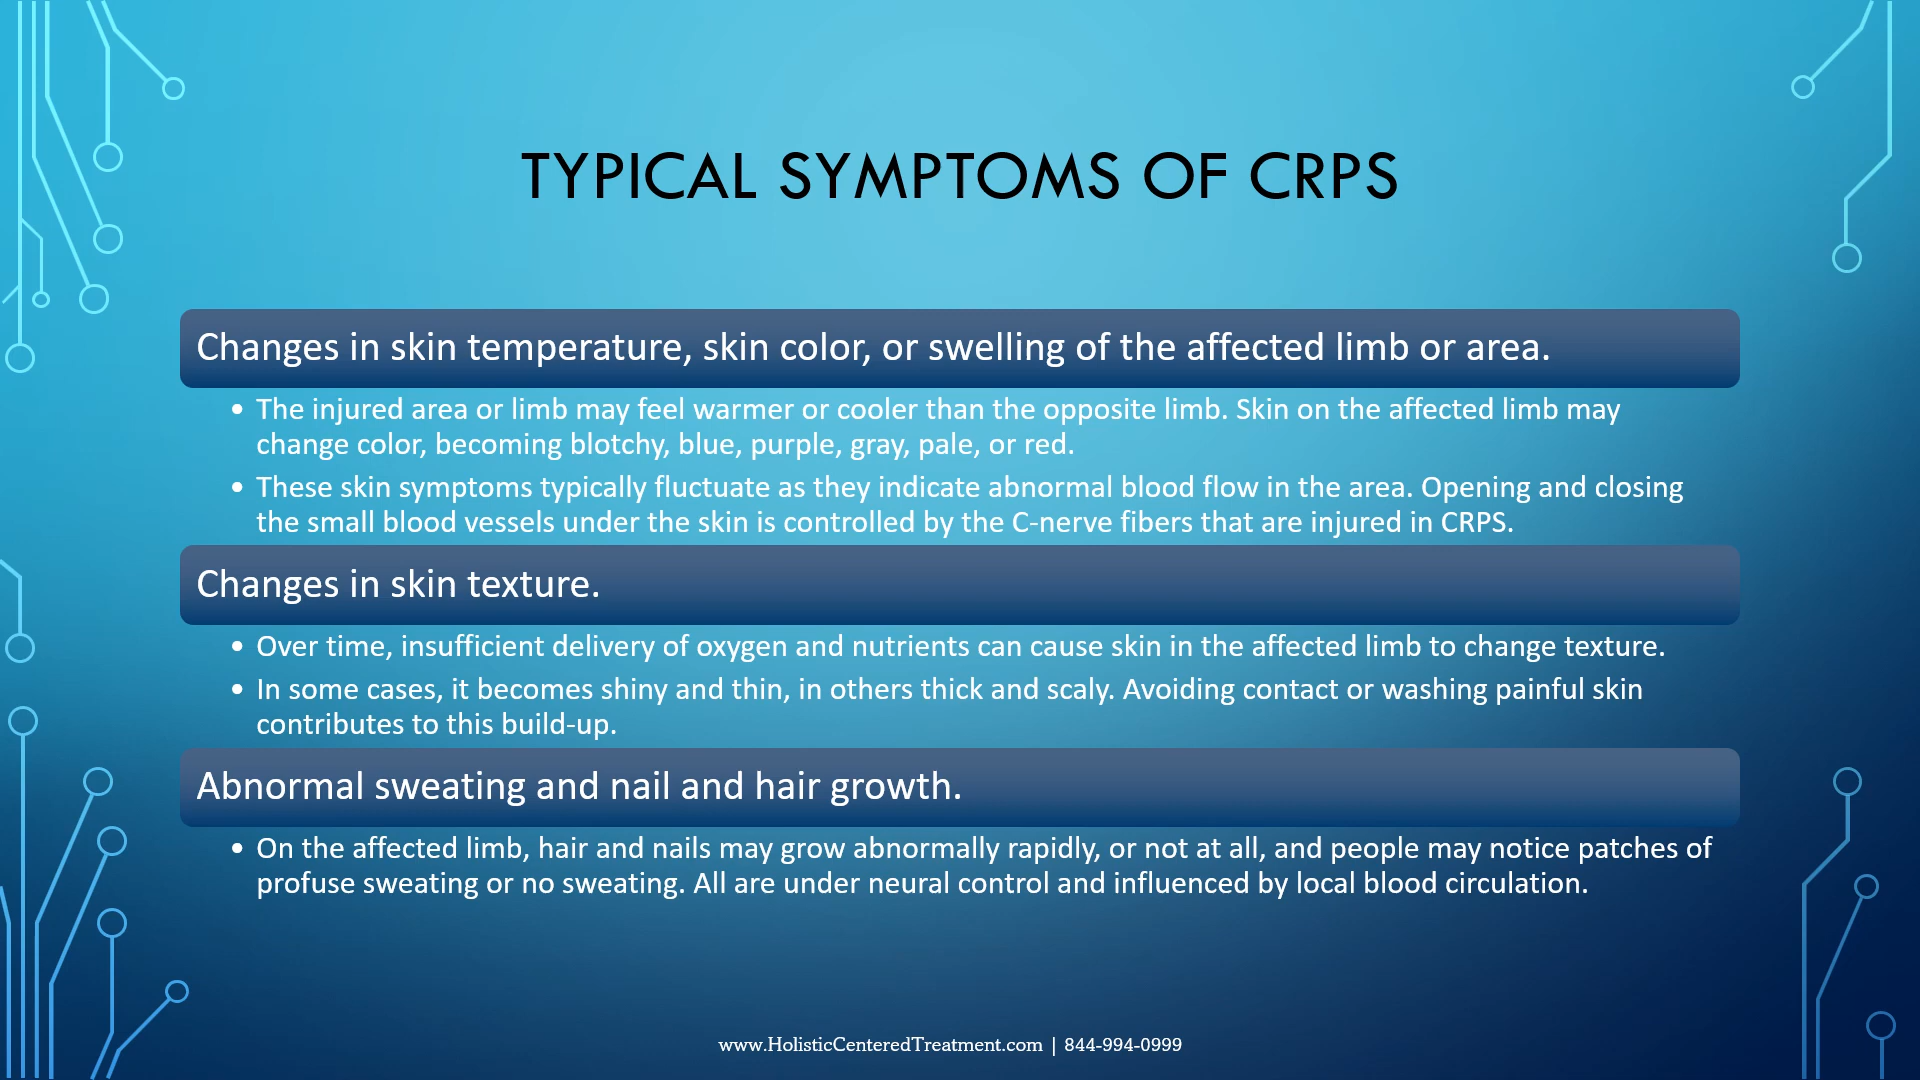 TYPICAL SYMPTOMS OF CRPS
Changes in skin temperature, skin color, or swelling of the affected limb or area.
• The injured area or limb may feel warmer or cooler than the opposite limb. Skin on the affected limb may
change color, becoming blotchy, blue, purple, gray, pale, or red.
• These skin symptoms typically fluctuate as they indicate abnormal blood flow in the area. Opening and closing
the small blood vessels under the skin is controlled by the C-nerve fibers that are injured in CRPS.
Changes in skin texture.
• Over time, insufficient delivery of oxygen and nutrients can cause skin in the affected limb to change texture.
• In some cases, it becomes shiny and thin, in others thick and scaly. Avoiding contact or washing painful skin
contributes to this build-up.
Abnormal sweating and nail and hair growth.
• On the affected limb, hair and nails may grow abnormally rapidly, or not at all, and people may notice patches of
profuse sweating or no sweating. All are under neural control and influenced by local blood circulation.
www.HolisticCenteredTreatment.com | 844-994-0999